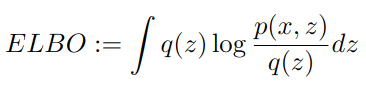 ELBO := ∫ q(z) log p(x, z)/q(z) dz